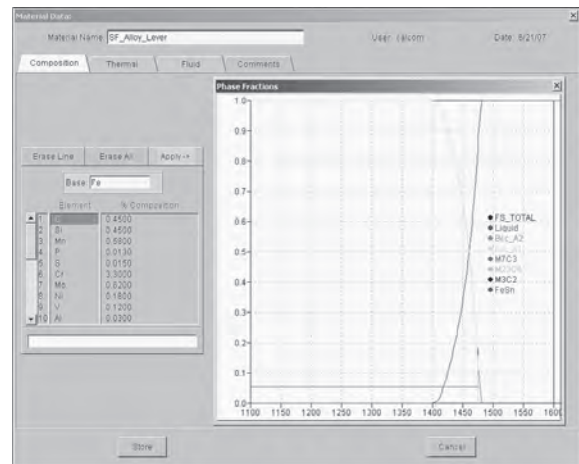 Material Data:
Material Name: SF_Alloy_Lever
User:
Date: 8/21/07
Composition Thermal Fluid Comments
Phase Fractions
Erase Line Erase All Apply->
Base: Fe
Element % Composition
1 0.4500
2 Si 0.4500
3 Mn
4 P 0.0130
5 S 0.0150
6 Cr 3.3000
7 Mo 0.8200
8 Ni 0.1800
9 V 0.1200
10 Al 0.0300
1.0
0.9
0.8
0.7
0.6
0.5
0.4
0.3
0.2
0.1
0.0
FS_TOTAL
Liquid
Bcc_A2
M7C3
M3C2
1100 1150 1200 1250 1300 1350 1400 1450 1500 1550 1600
Store
Cancel